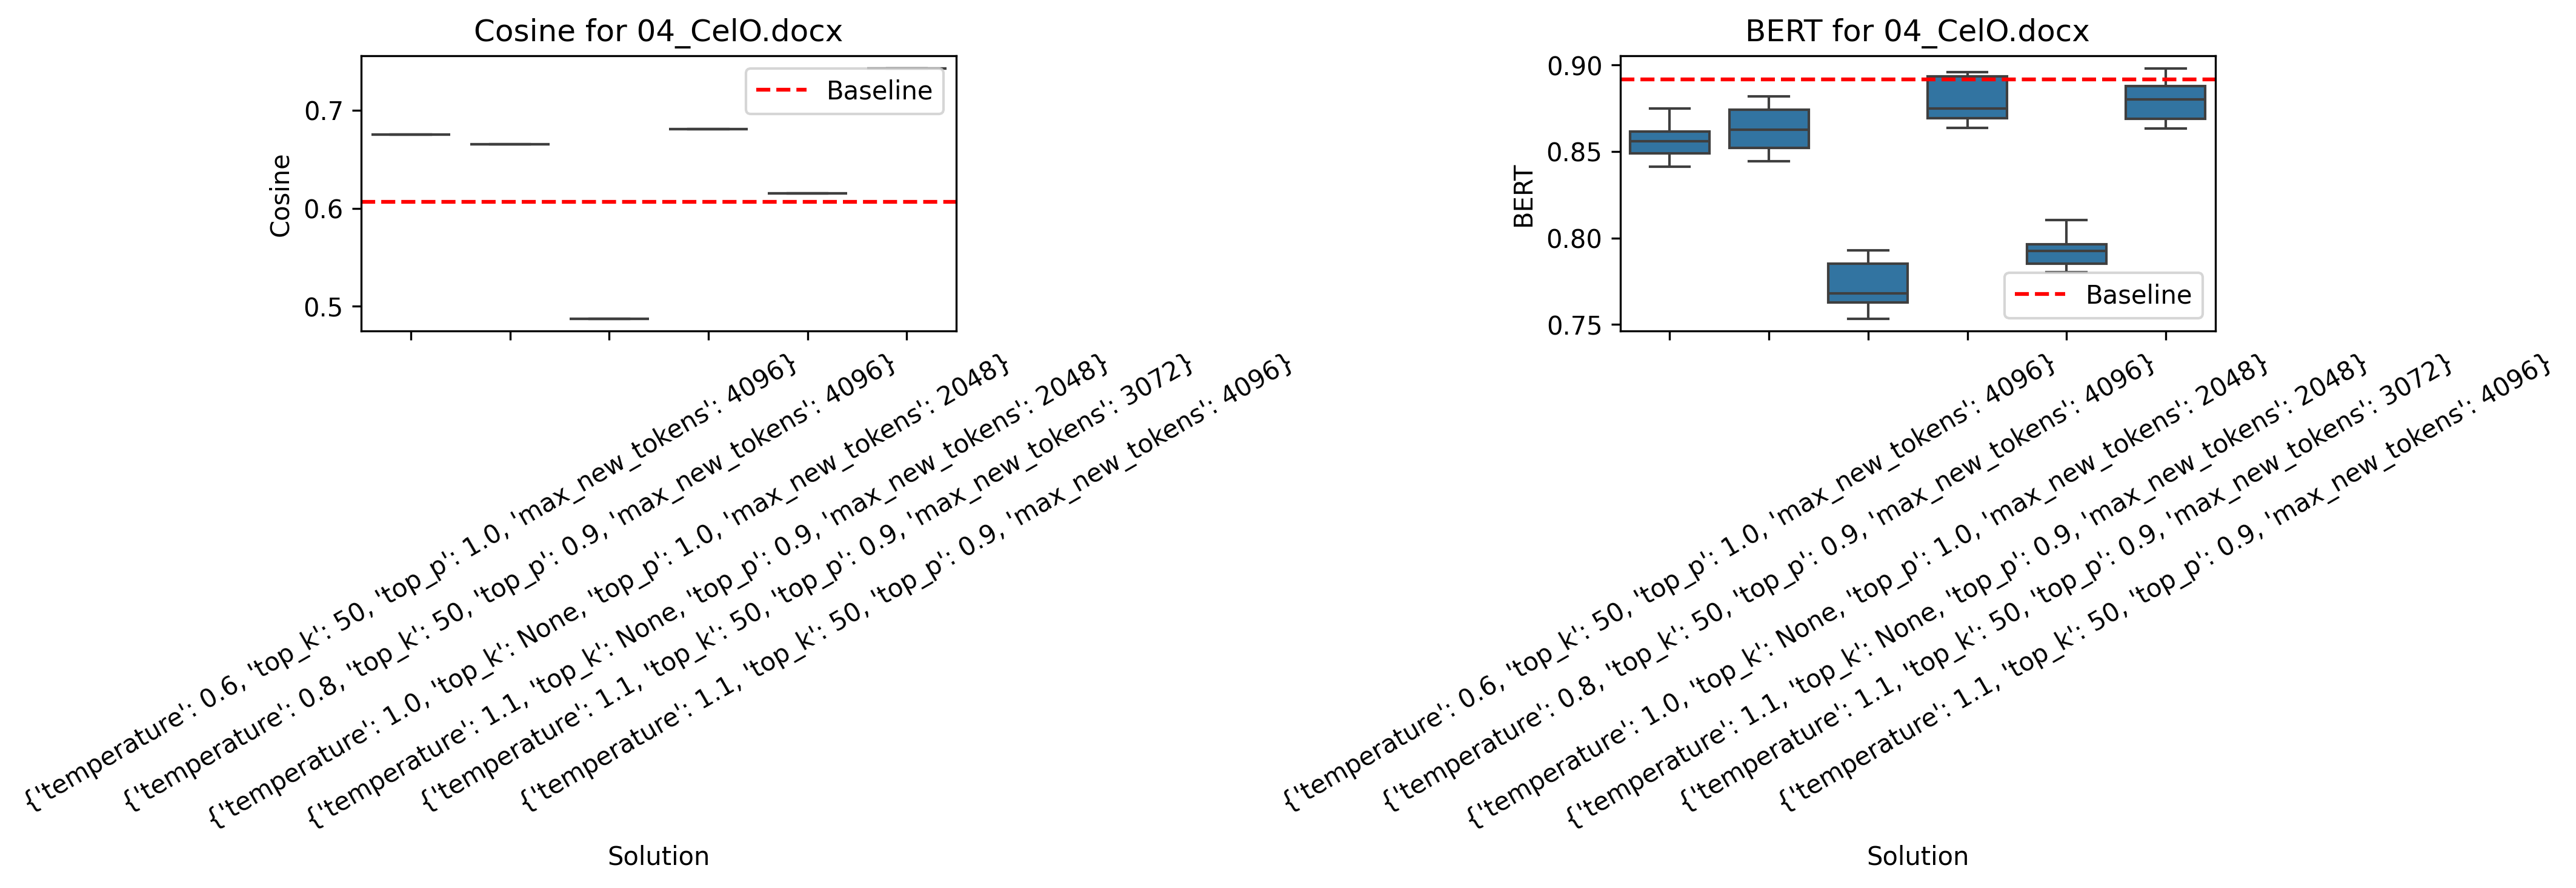 Cosine for 04_CelO.docx
Cosine
0.7
0.6
0.5
Baseline
{'temperature': 0.6, 'top_k': 50, 'top_p': 1.0, 'max_new_tokens': 4096}
{'temperature': 0.8, 'top_k': 50, 'top_p': 0.9, 'max_new_tokens': 4096}
{'temperature': 1.0, 'top_k': None, 'top_p': 1.0, 'max_new_tokens': 2048}
{'temperature': 1.1, 'top_k': None, 'top_p': 0.9, 'max_new_tokens': 2048}
{'temperature': 1.1, 'top_k': 50, 'top_p': 0.9, 'max_new_tokens': 3072}
{'temperature': 1.1, 'top_k': 50, 'top_p': 0.9, 'max_new_tokens': 4096}
Solution
BERT for 04_CelO.docx
BERT
0.90
0.85
0.80
0.75
Baseline
{'temperature': 0.6, 'top_k': 50, 'top_p': 1.0, 'max_new_tokens': 4096}
{'temperature': 0.8, 'top_k': 50, 'top_p': 0.9, 'max_new_tokens': 4096}
{'temperature': 1.0, 'top_k': None, 'top_p': 1.0, 'max_new_tokens': 2048}
{'temperature': 1.1, 'top_k': None, 'top_p': 0.9, 'max_new_tokens': 2048}
{'temperature': 1.1, 'top_k': 50, 'top_p': 0.9, 'max_new_tokens': 3072}
{'temperature': 1.1, 'top_k': 50, 'top_p': 0.9, 'max_new_tokens': 4096}
Solution